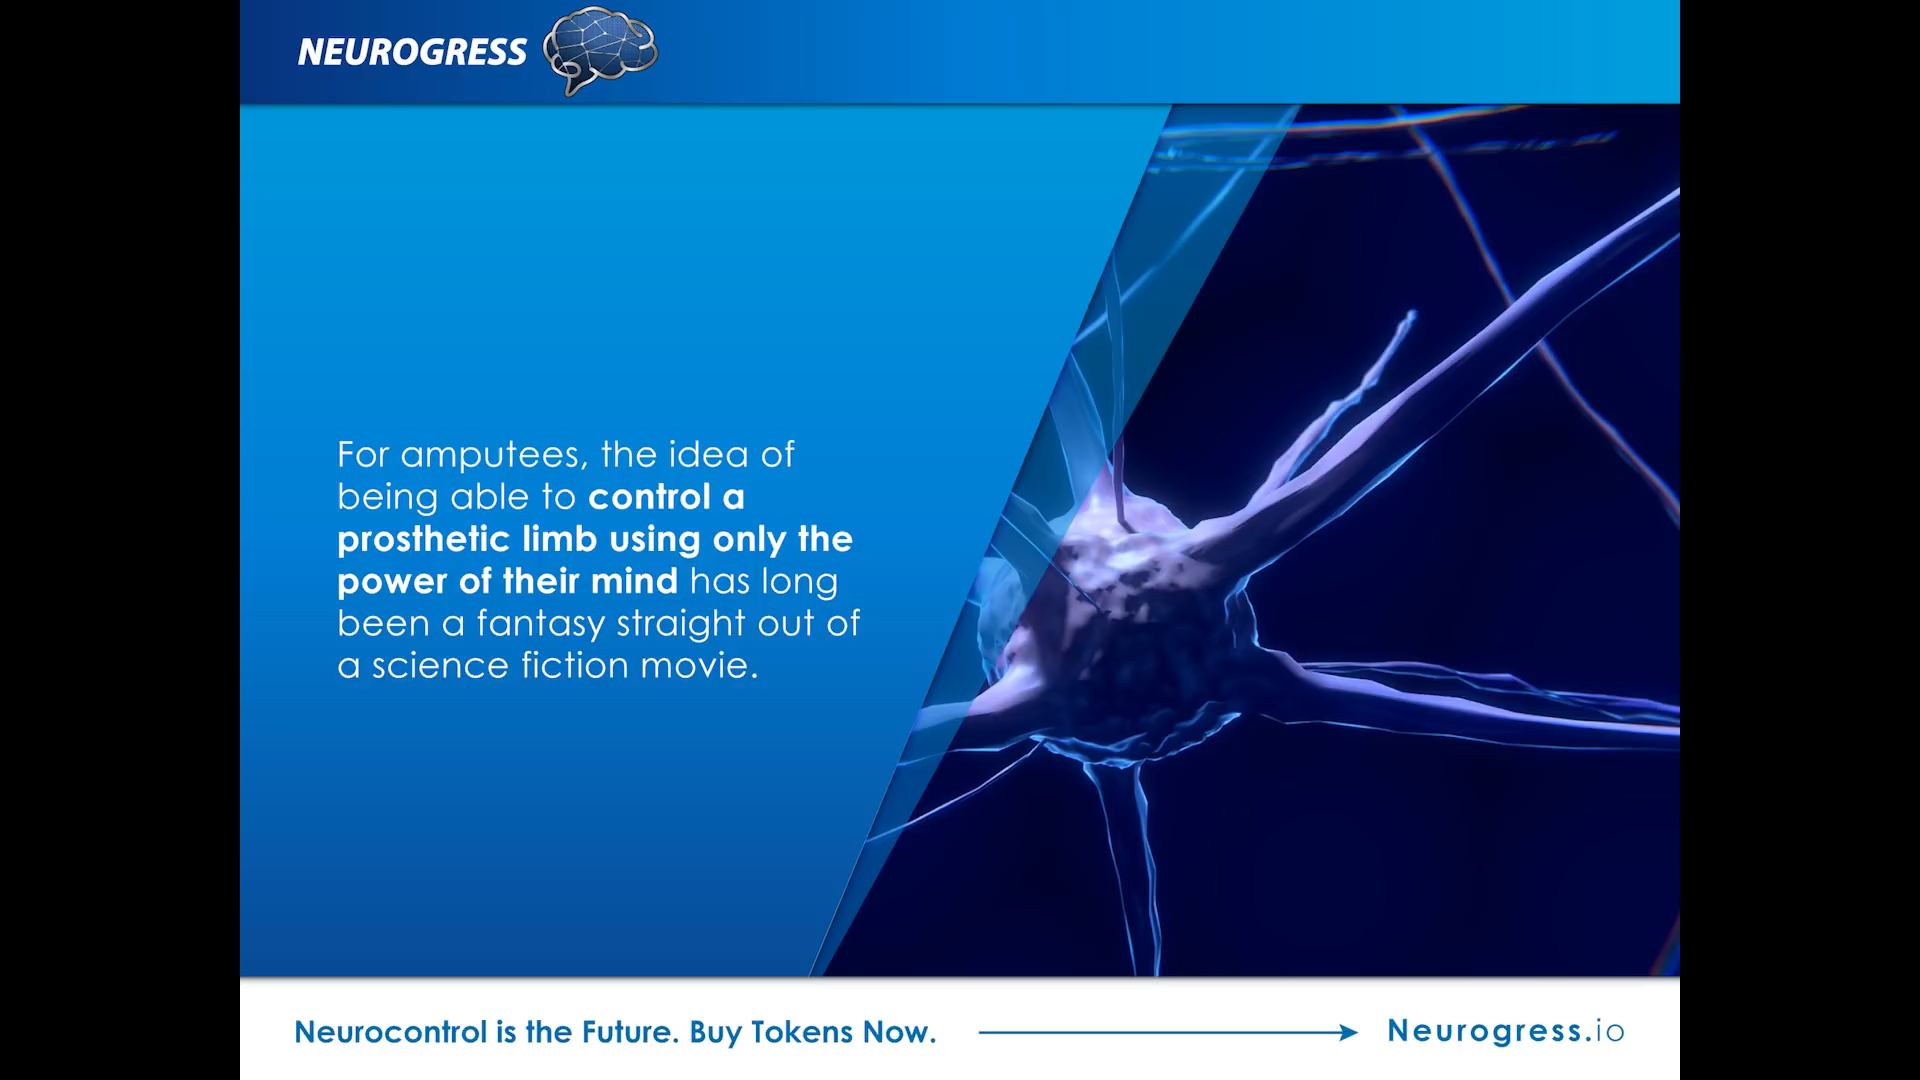 NEUROGRESS
For amputees, the idea of
being able to control a
prosthetic limb using only the
power of their mind has long
been a fantasy straight out of
a science fiction movie.
Neurocontrol is the Future. Buy Tokens Now.
Neurogress.io